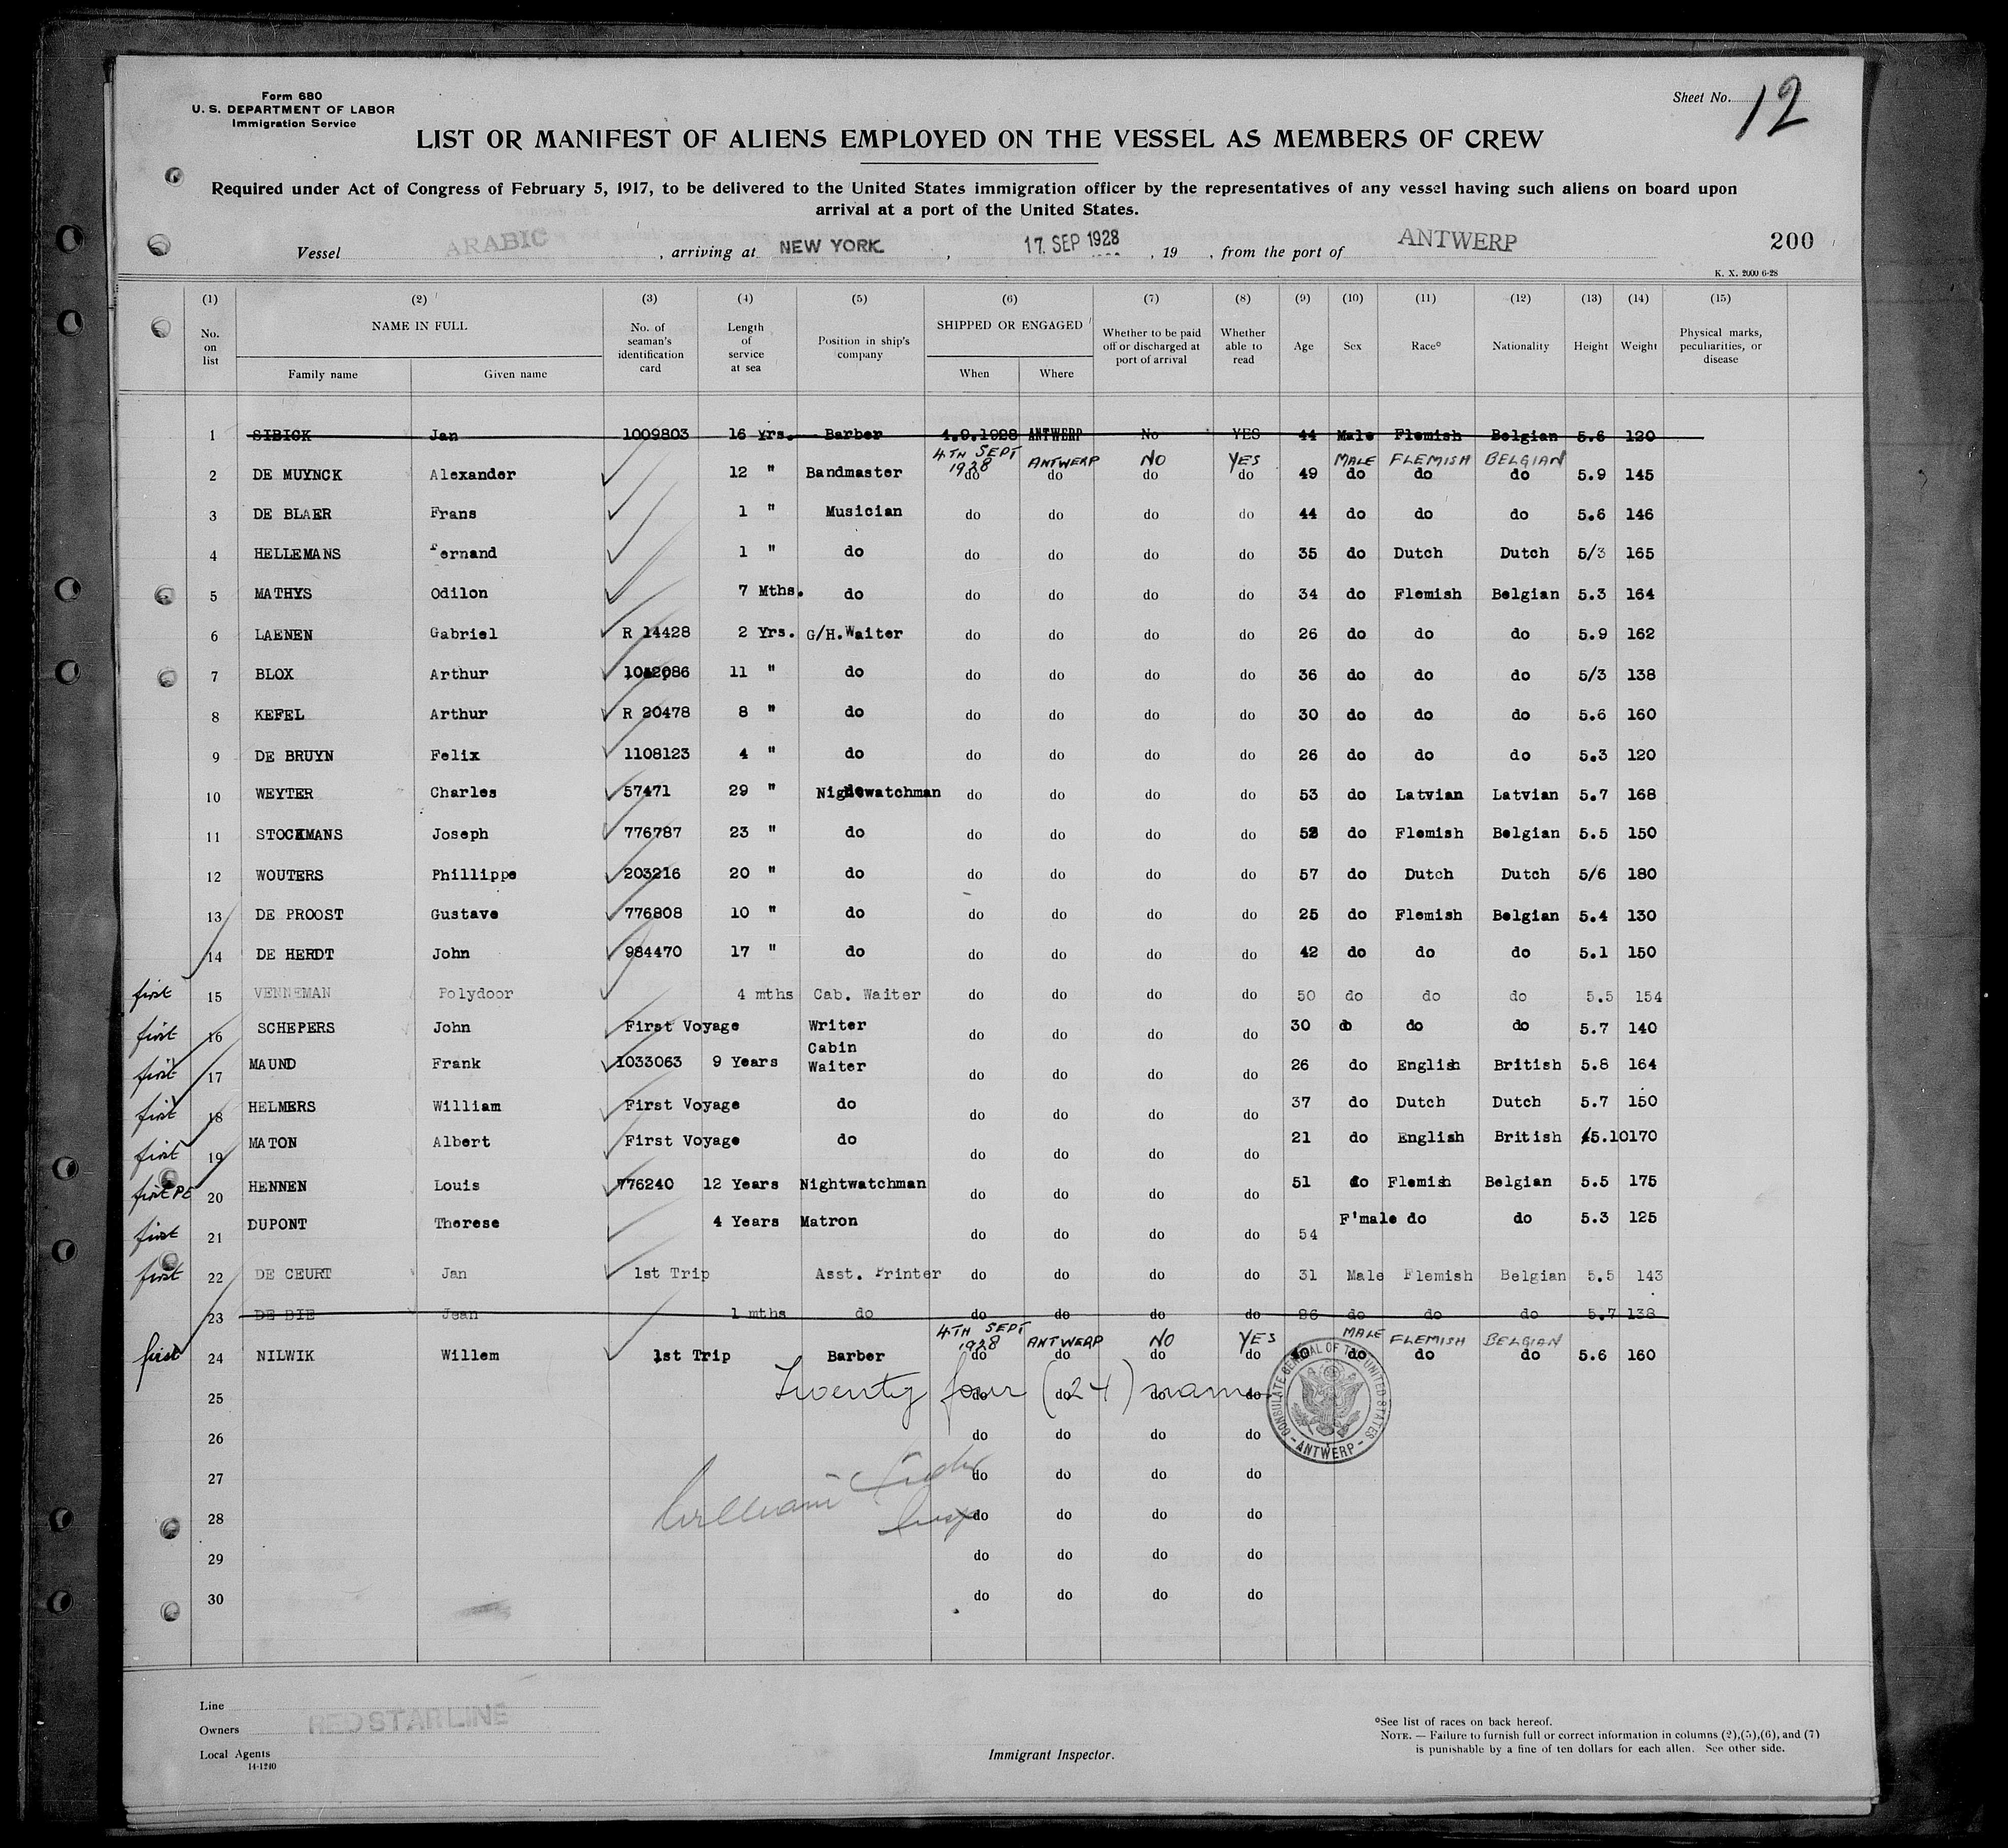 Form 680
U. S. DEPARTMENT OF LABOR
Immigration Service
Sheet No. 12
LIST OR MANIFEST OF ALIENS EMPLOYED ON THE VESSEL AS MEMBERS OF CREW
Required under Act of Congress of February 5, 1917, to be delivered to the United States immigration officer by the representatives of any vessel having such aliens on board upon
arrival at a port of the United States.
Vessel ARABIC, arriving at NEW YORK, 17. SEP 1928, 19 , from the port of ANTWERP 200
K. X. 2000 6-28
(1) (2) (3) (4) (5) (6) (7) (8) (9) (10) (11) (12) (13) (14) (15)
No. on list NAME IN FULL Family name Given name No. of seaman's identification card Length of service at sea Position in ship's company SHIPPED OR ENGAGED When Where Whether to be paid off or discharged at port of arrival Whether able to read Age Sex Race° Nationality Height Weight Physical marks, peculiarities, or disease
1 SIBICK Jan 1009803 16 Yrs. Barber 4.9.1928 ANTWERP No YES 44 Male Flemish Belgian 5.6 120
4TH SEPT 1928 ANTWERP NO YES MALE FLEMISH BELGIAN
2 DE MUYNCK Alexander 12 " Bandmaster do do do do 49 do do do 5.9 145
3 DE BLAER Frans 1 " Musician do do do do 44 do do do 5.6 146
4 HELLEMANS Fernand 1 " do do do do do 35 do Dutch Dutch 5/3 165
5 MATHYS Odilon 7 Mths. do do do do do 34 do Flemish Belgian 5.3 164
6 LAENEN Gabriel R 14428 2 Yrs. G/H.Waiter do do do do 26 do do do 5.9 162
7 BLOX Arthur 11 " do do do do do 36 do do do 5/3 138
8 KEFEL Arthur R 20478 8 " do do do do do 30 do do do 5.6 160
9 DE BRUYN Felix 1108123 4 " do do do do do 26 do do do 5.3 120
10 WEYTER Charles 57471 29 " Nightwatchman do do do do 53 do Latvian Latvian 5.7 168
11 STOCKMANS Joseph 776787 23 " do do do do do do Flemish Belgian 5.5 150
12 WOUTERS Phillippe 203216 20 " do do do do do 57 do Dutch Dutch 5/6 180
13 DE PROOST Gustave 776808 10 " do do do do do 25 do Flemish Belgian 5.4 130
14 DE HERDT John 984470 17 " do do do do do 42 do do do 5.1 150
first 15 VENNEMAN Polydoor 4 mths Cab. Waiter do do do do 50 do do do 5.5 154
first 16 SCHEPERS John First Voyage Writer do do do do 30 do do do 5.7 140
first 17 MAUND Frank 1033063 9 Years Cabin Waiter do do do do 26 do English British 5.8 164
first 18 HELMERS William First Voyage do do do do do 37 do Dutch Dutch 5.7 150
first 19 MATON Albert First Voyage do do do do do 21 do English British 5.10 170
first PE 20 HENNEN Louis 776240 12 Years Nightwatchman do do do do 51 do Flemish Belgian 5.5 175
first 21 DUPONT Therese 4 Years Matron do do do do 54 F'male do do 5.3 125
first 22 DE CEURT Jan 1st Trip Asst. Printer do do do do 31 Male Flemish Belgian 5.5 143
23 DE BIE Jean 1 mths do do do do do 26 do do do 5.7 138
4TH SEPT 1928 ANTWERP NO YES MALE FLEMISH BELGIAN
first 24 NILWIK Willem 1st Trip Barber do do do do do do do 5.6 160
25 do do do do
Twenty four (24) names
CONSULATE GENERAL OF THE UNITED STATES - ANTWERP -
26 do do do do
27 do do do do
William
28 do do do do
29 do do do do
30 do do do do
Line
Owners RED STAR LINE
Local Agents
14-1240
Immigrant Inspector.
°See list of races on back hereof.
NOTE. — Failure to furnish full or correct information in columns (2),(5),(6), and (7)
is punishable by a fine of ten dollars for each alien. See other side.